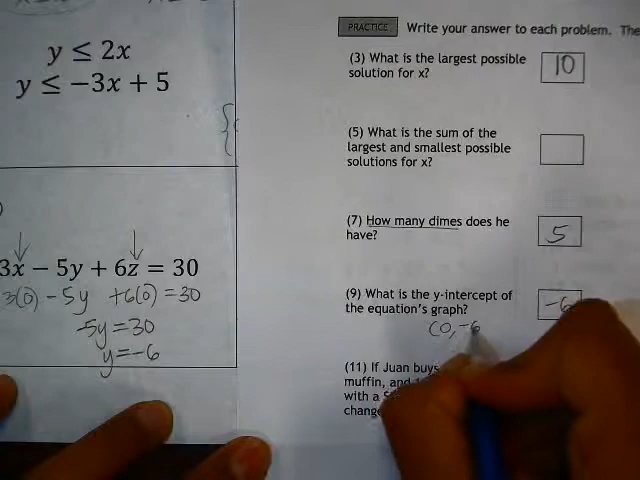 y ≤ 2x
y ≤ −3x + 5
3x − 5y + 6z = 30
3(0) − 5y + 6(0) = 30
-5y = 30
y = -6
PRACTICE Write your answer to each problem. The
(3) What is the largest possible
solution for x?
10
(5) What is the sum of the
largest and smallest possible
solutions for x?
(7) How many dimes does he
have?
5
(9) What is the y-intercept of
the equation's graph?
-6
(0, -6
(11) If Juan buys
muffin, and
with a
change